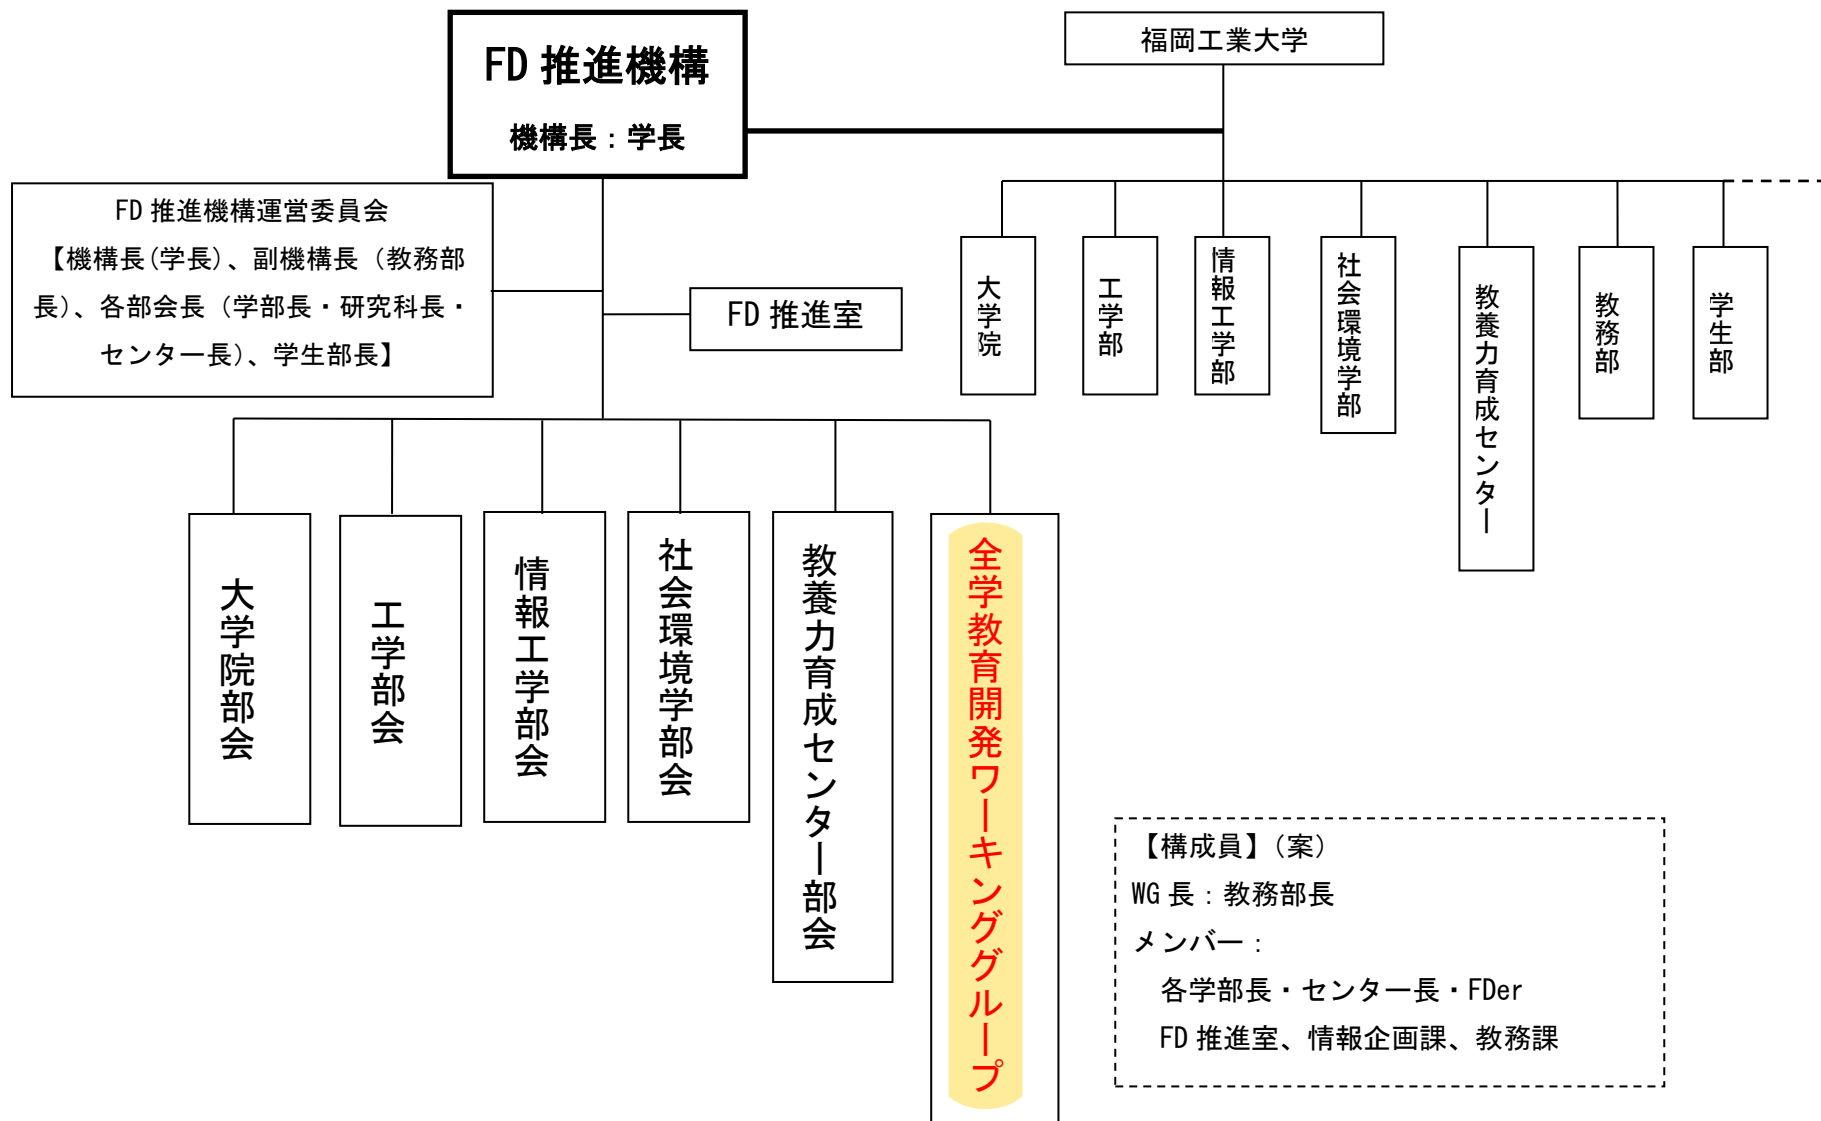 FD 推進機構
機構長：学長
福岡工業大学
FD 推進機構運営委員会
【機構長(学長)、副機構長（教務部
長)、各部会長（学部長・研究科長・
センター長)、学生部長】
FD 推進室
大学院
工学部
情報工学部
社会環境学部
教養力育成センター
教務部
学生部
大学院部会
工学部会
情報工学部会
社会環境学部会
教養力育成センター部会
全学教育開発ワーキンググループ
【構成員】（案）
WG 長：教務部長
メンバー：
各学部長・センター長・FDer
FD 推進室、情報企画課、教務課